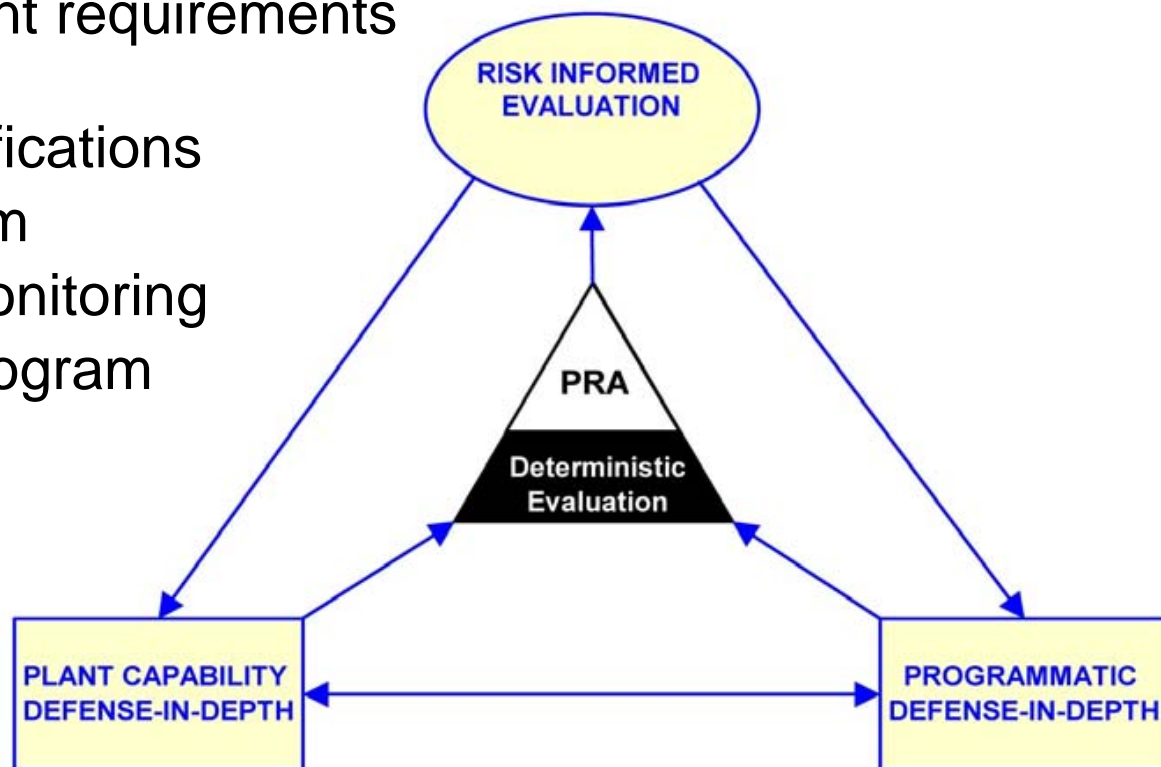 nt requirements
RISK INFORMED
EVALUATION
fications
m
onitoring
ogram
PRA
Deterministic
Evaluation
PLANT CAPABILITY
DEFENSE-IN-DEPTH
PROGRAMMATIC
DEFENSE-IN-DEPTH